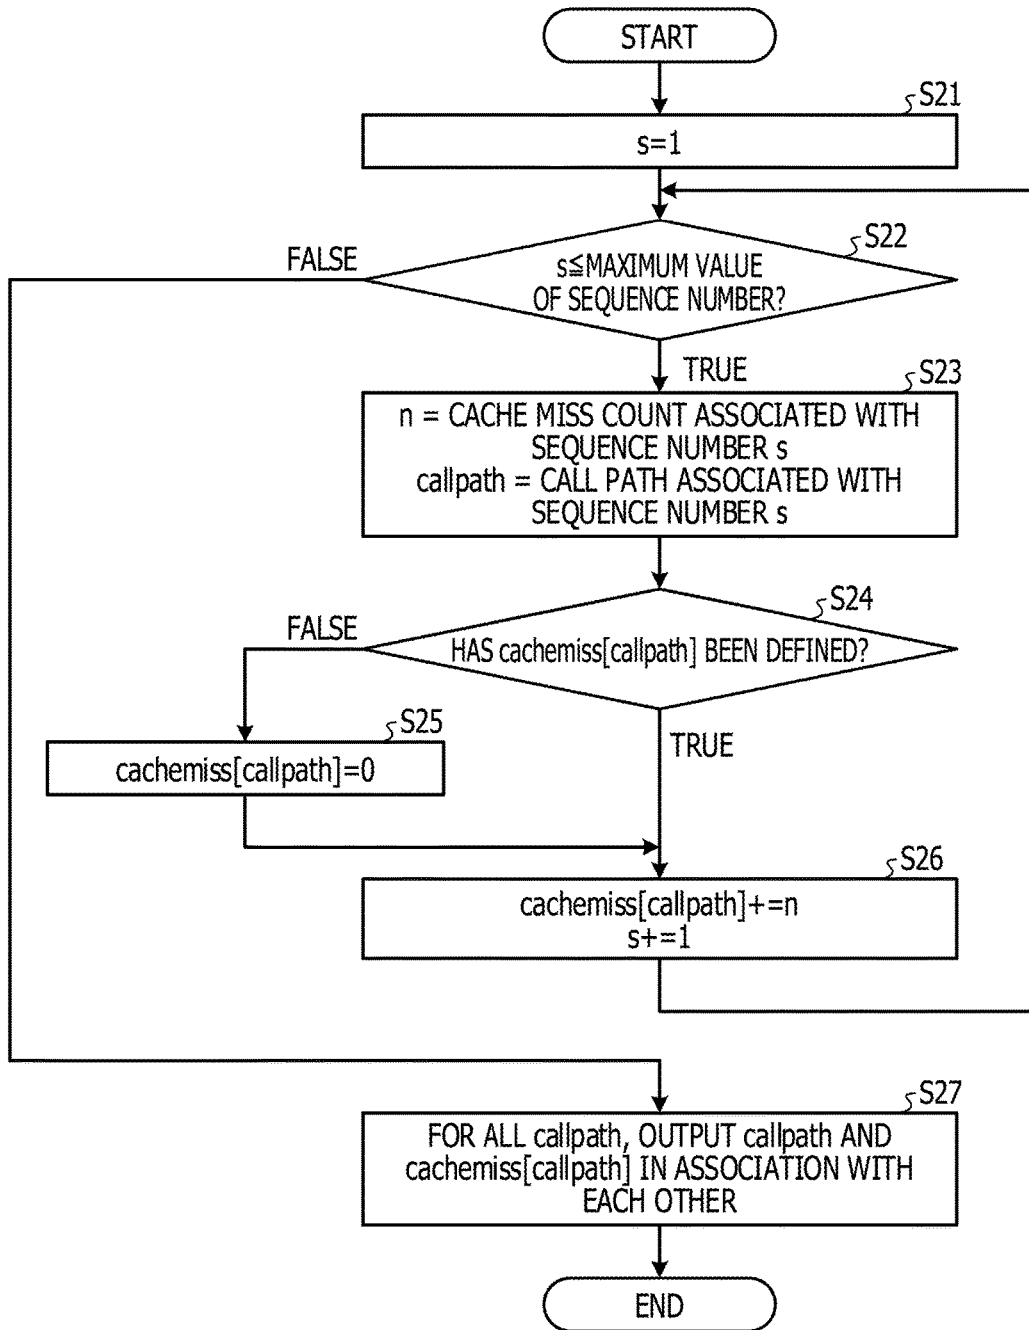 START
S21
s=1
S22
FALSE
s≦MAXIMUM VALUE
OF SEQUENCE NUMBER?
TRUE
S23
n = CACHE MISS COUNT ASSOCIATED WITH
SEQUENCE NUMBER s
callpath = CALL PATH ASSOCIATED WITH
SEQUENCE NUMBER s
S24
FALSE
HAS cachemiss[callpath] BEEN DEFINED?
S25
TRUE
cachemiss[callpath]=0
S26
cachemiss[callpath]+=n
s+=1
S27
FOR ALL callpath, OUTPUT callpath AND
cachemiss[callpath] IN ASSOCIATION WITH
EACH OTHER
END